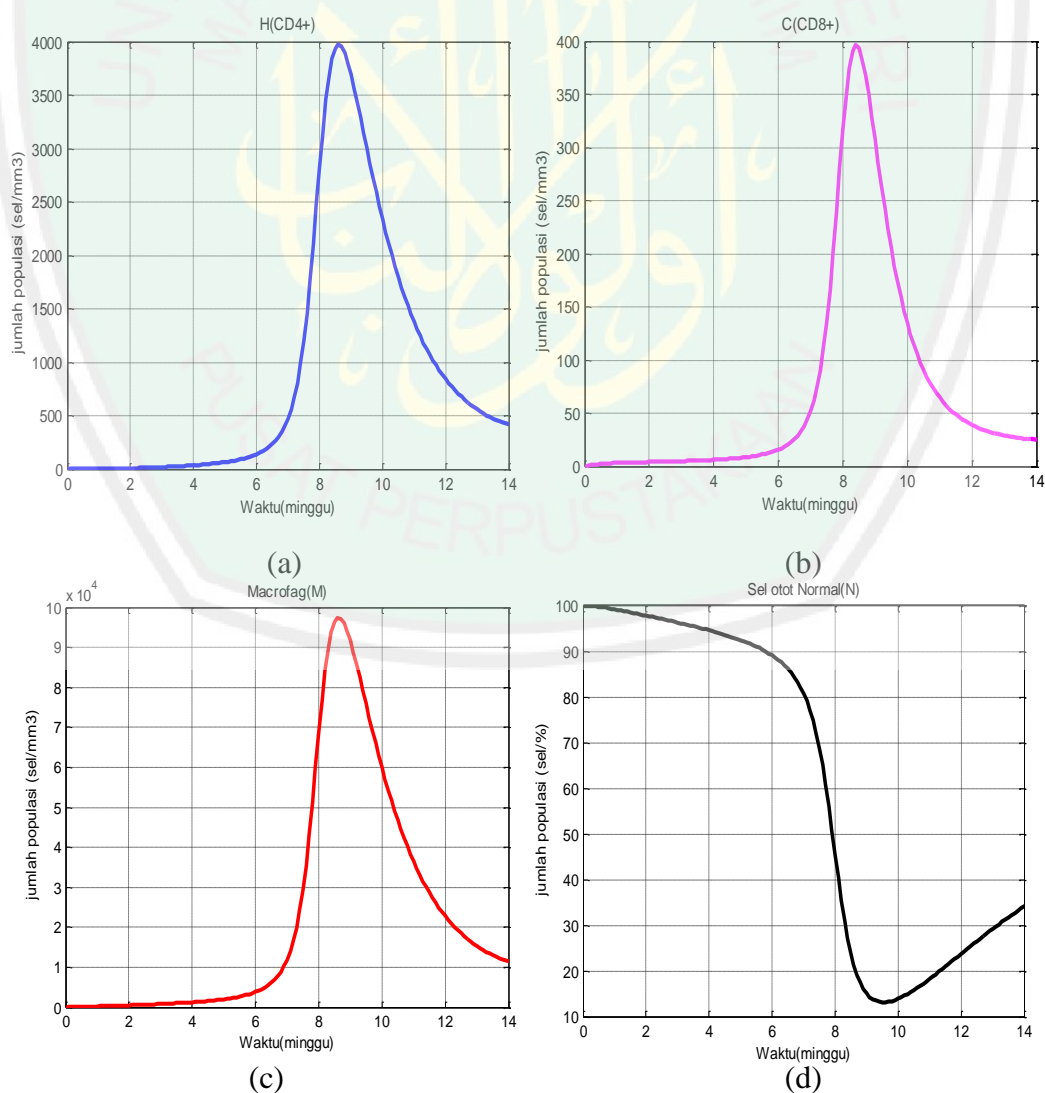 H(CD4+)
4000
3500
3000
2500
2000
1500
1000
500
0
jumlah populasi (sel/mm3)
0 2 4 6 8 10 12 14
Waktu(minggu)
(a)
C(CD8+)
400
350
300
250
200
150
100
50
0
jumlah populasi (sel/mm3)
0 2 4 6 8 10 12 14
Waktu(minggu)
(b)
Macrofag(M)
x 10^4
10
9
8
7
6
5
4
3
2
1
0
jumlah populasi (sel/mm3)
0 2 4 6 8 10 12 14
Waktu(minggu)
(c)
Sel otot Normal(N)
100
90
80
70
60
50
40
30
20
10
jumlah populasi (sel/%)
0 2 4 6 8 10 12 14
Waktu(minggu)
(d)
PUSAT PERPUSTAKAAN